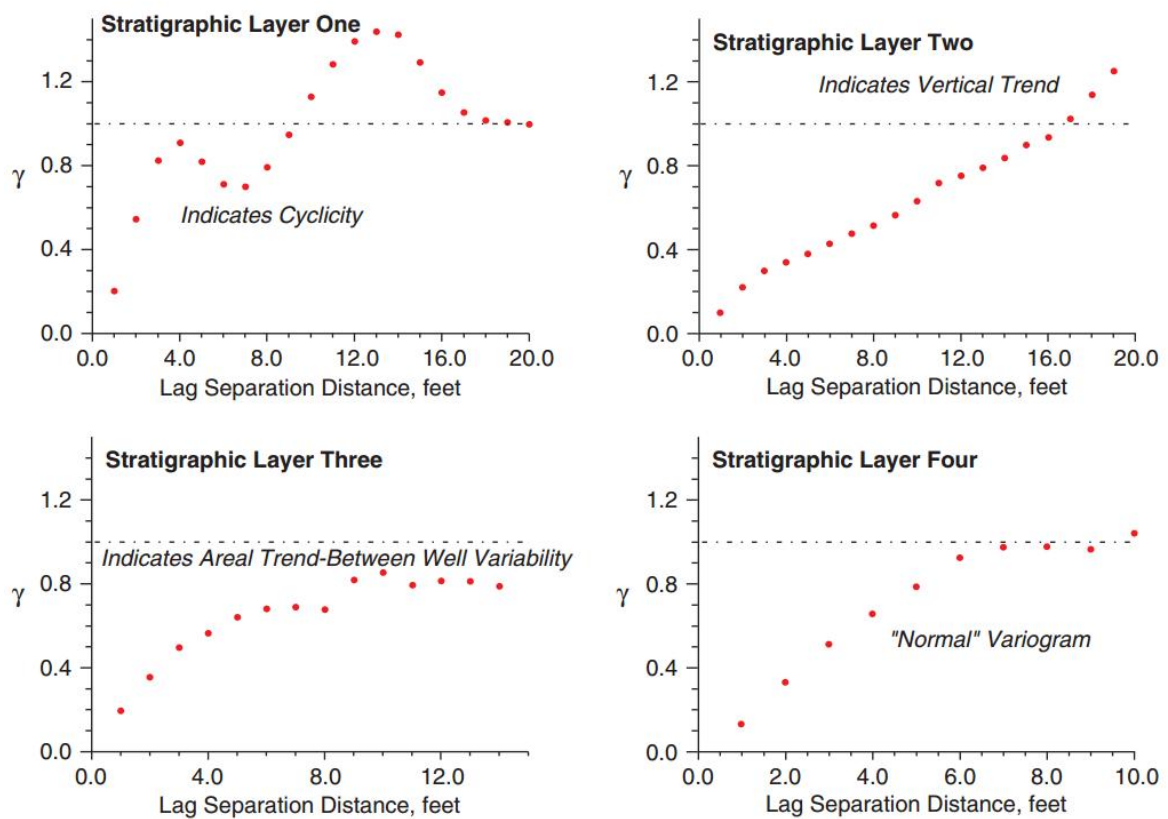 Stratigraphic Layer One
1.2
0.8
γ
Indicates Cyclicity
0.4
0.0
0.0 4.0 8.0 12.0 16.0 20.0
Lag Separation Distance, feet
Stratigraphic Layer Two
1.2
Indicates Vertical Trend
0.8
γ
0.4
0.0
0.0 4.0 8.0 12.0 16.0 20.0
Lag Separation Distance, feet
Stratigraphic Layer Three
1.2
Indicates Areal Trend-Between Well Variability
0.8
γ
0.4
0.0
0.0 4.0 8.0 12.0
Lag Separation Distance, feet
Stratigraphic Layer Four
1.2
0.8
γ
"Normal" Variogram
0.4
0.0
0.0 2.0 4.0 6.0 8.0 10.0
Lag Separation Distance, feet